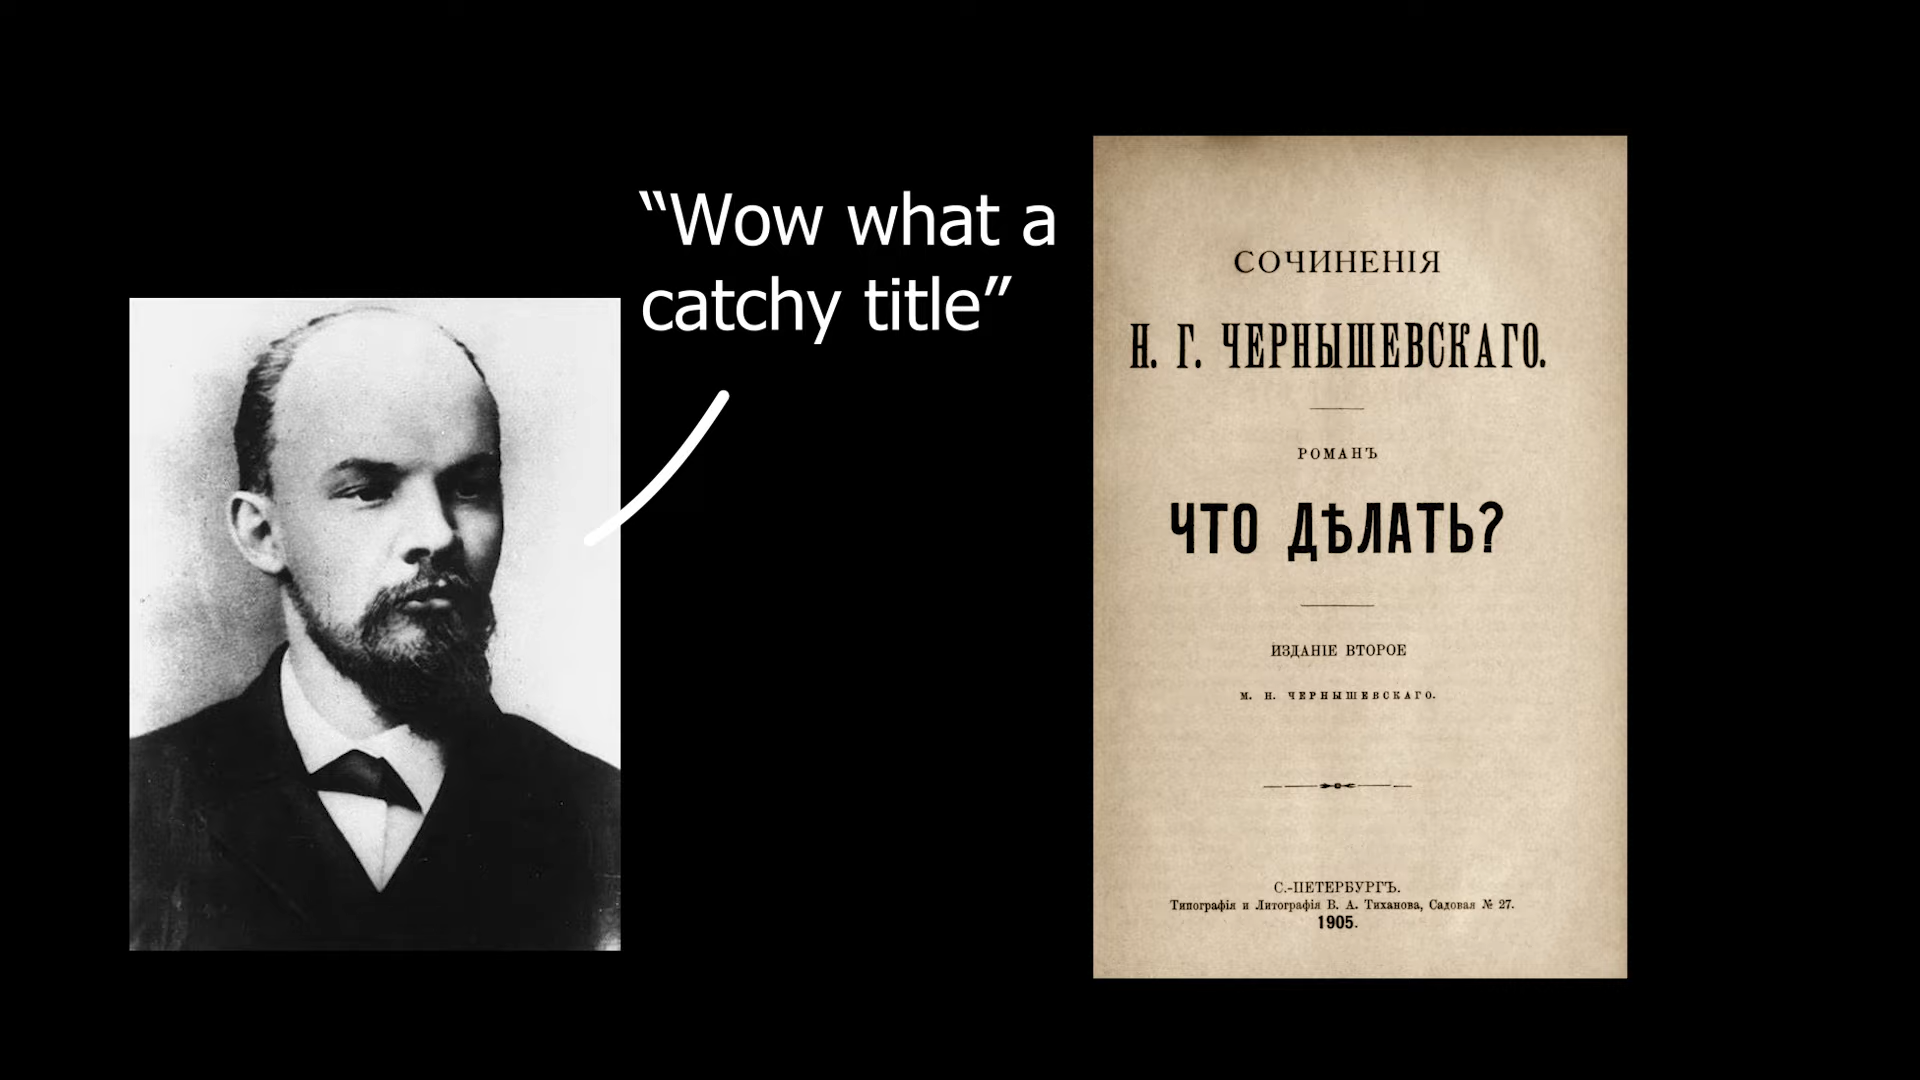 “Wow what a
catchy title”
СОЧИНЕНІЯ
Н. Г. ЧЕРНЫШЕВСКАГО.
РОМАНЪ
ЧТО ДѢЛАТЬ?
ИЗДАНІЕ ВТОРОЕ
М. Н. ЧЕРНЫШЕВСКАГО.
С.-ПЕТЕРБУРГЪ.
Типографія и Литографія В. А. Тиханова, Садовая № 27.
1905.